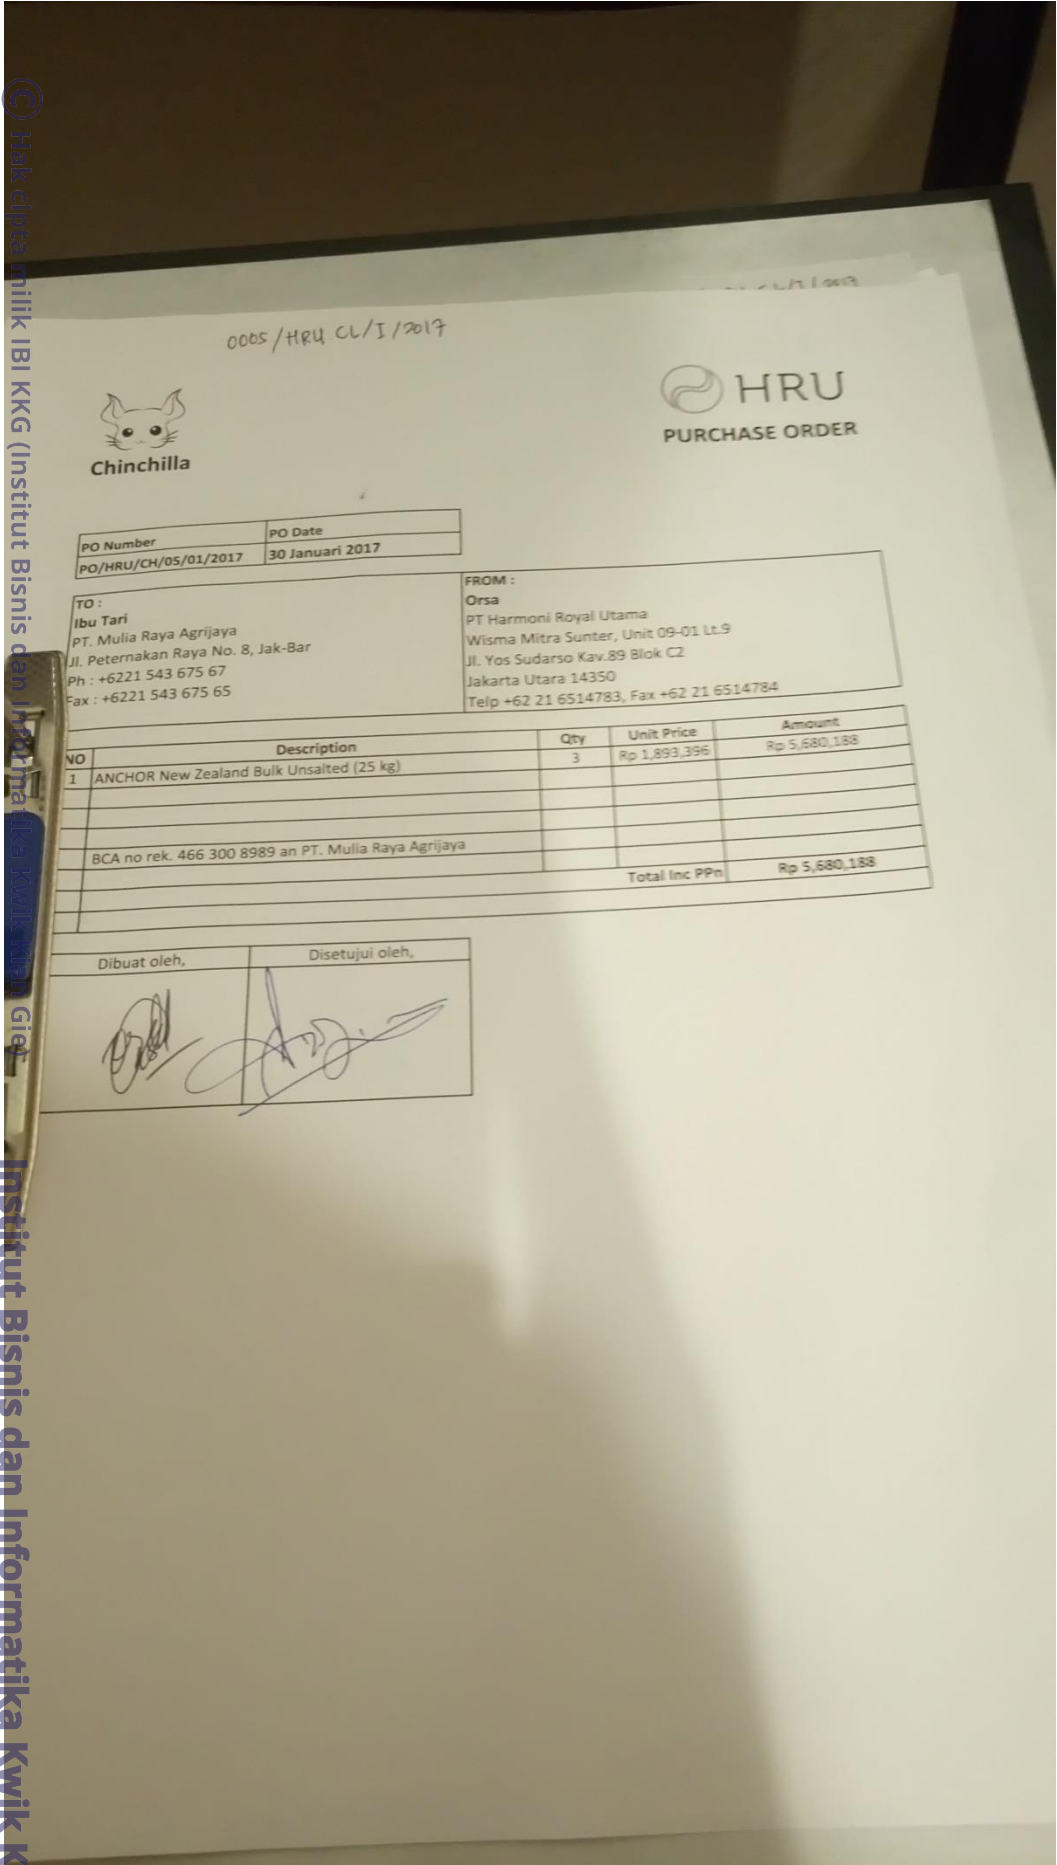 0005/HRU CL/I/2017
Chinchilla
HRU
PURCHASE ORDER
PO Number PO Date
PO/HRU/CH/05/01/2017 30 Januari 2017
TO :
Ibu Tari
PT. Mulia Raya Agrijaya
Jl. Peternakan Raya No. 8, Jak-Bar
Ph : +6221 543 675 67
Fax : +6221 543 675 65
FROM :
Orsa
PT Harmoni Royal Utama
Wisma Mitra Sunter, Unit 09-01 Lt.9
Jl. Yos Sudarso Kav.89 Blok C2
Jakarta Utara 14350
Telp +62 21 6514783, Fax +62 21 6514784
NO Description Qty Unit Price Amount
1 ANCHOR New Zealand Bulk Unsalted (25 kg) 3 Rp 1,893,396 Rp 5,680,188
BCA no rek. 466 300 8989 an PT. Mulia Raya Agrijaya
Total Inc PPn Rp 5,680,188
Dibuat oleh, Disetujui oleh,
© Hak cipta milik IBI KKG (Institut Bisnis dan Informatika Kwik Kian Gie)
Institut Bisnis dan Informatika Kwik K